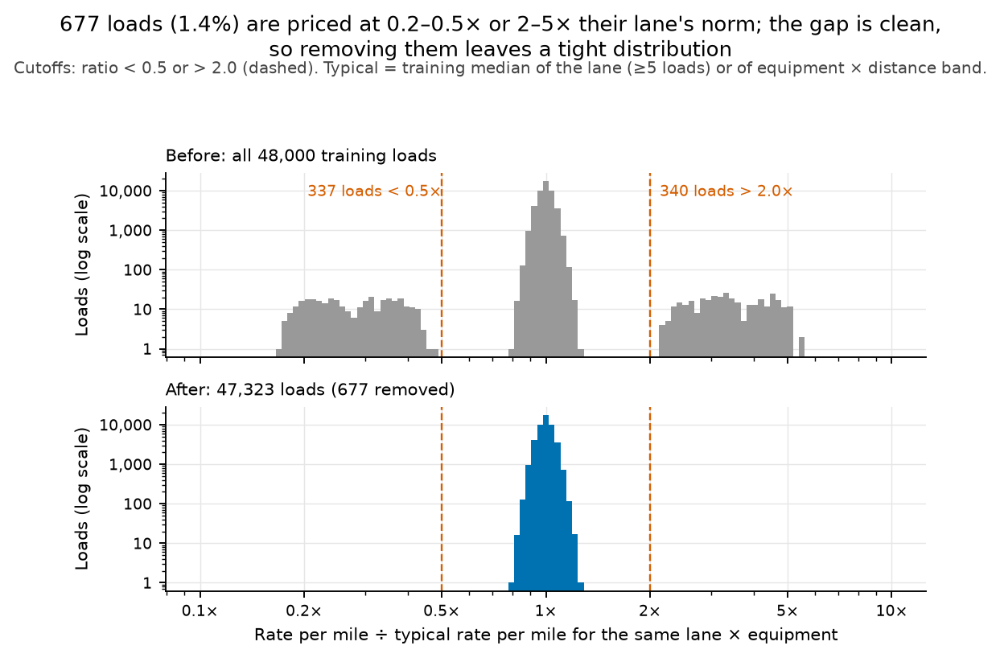 677 loads (1.4%) are priced at 0.2–0.5× or 2–5× their lane's norm; the gap is clean,
so removing them leaves a tight distribution
Cutoffs: ratio < 0.5 or > 2.0 (dashed). Typical = training median of the lane (≥5 loads) or of equipment × distance band.
Before: all 48,000 training loads
337 loads < 0.5×
340 loads > 2.0×
Loads (log scale)
10,000
1,000
100
10
1
After: 47,323 loads (677 removed)
Loads (log scale)
10,000
1,000
100
10
1
0.1×
0.2×
0.5×
1×
2×
5×
10×
Rate per mile ÷ typical rate per mile for the same lane × equipment